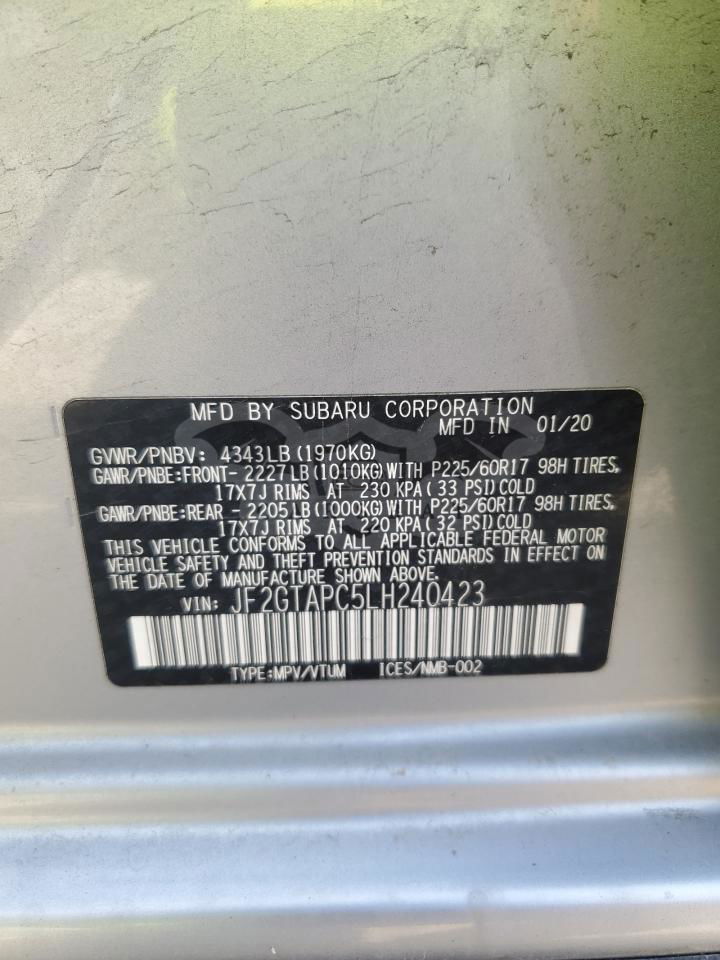 MFD BY SUBARU CORPORATION
MFD IN 01/20
GVWR/PNBV: 4343LB (1970KG)
GAWR/PNBE:FRONT- 2227LB (1010KG) WITH P225/60R17 98H TIRES,
17X7J RIMS AT 230 KPA ( 33 PSI) COLD
GAWR/PNBE:REAR - 2205LB (1000KG) WITH P225/60R17 98H TIRES,
17X7J RIMS AT 220 KPA ( 32 PSI) COLD
THIS VEHICLE CONFORMS TO ALL APPLICABLE FEDERAL MOTOR
VEHICLE SAFETY AND THEFT PREVENTION STANDARDS IN EFFECT ON
THE DATE OF MANUFACTURE SHOWN ABOVE.
VIN: JF2GTAPC5LH240423
TYPE:MPV/VTUM ICES/NMB-002